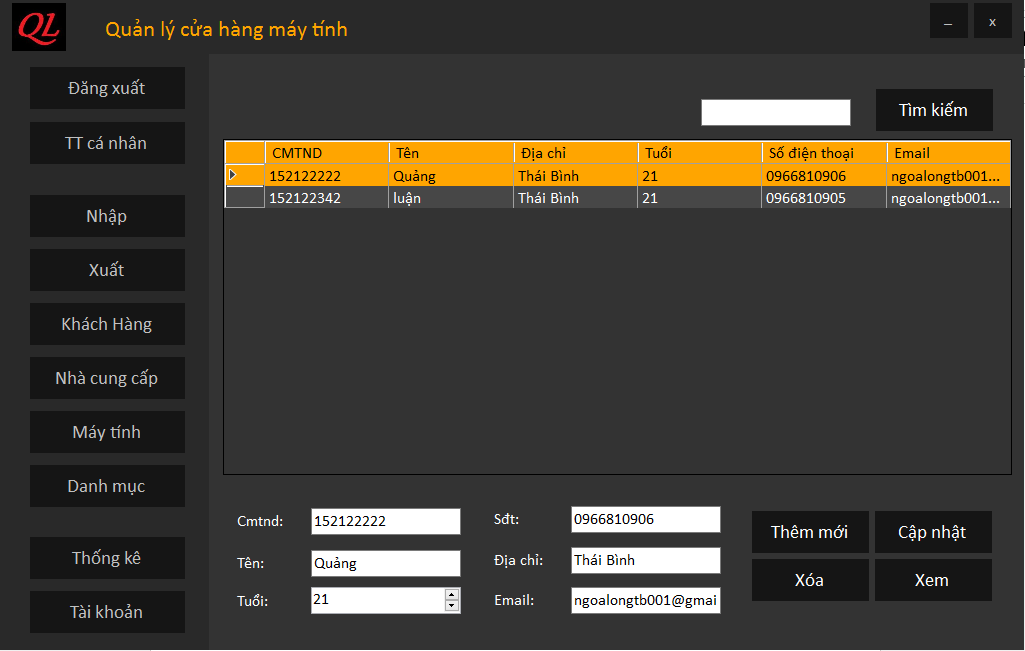 QL
Quản lý cửa hàng máy tính
_
x
Đăng xuất
TT cá nhân
Nhập
Xuất
Khách Hàng
Nhà cung cấp
Máy tính
Danh mục
Thống kê
Tài khoản
Tìm kiếm
CMTND Tên Địa chỉ Tuổi Số điện thoại Email
152122222 Quảng Thái Bình 21 0966810906 ngoalongtb001...
152122342 luận Thái Bình 21 0966810905 ngoalongtb001...
Cmtnd: 152122222
Tên: Quảng
Tuổi: 21
Sđt: 0966810906
Địa chỉ: Thái Bình
Email: ngoalongtb001@gmai
Thêm mới
Cập nhật
Xóa
Xem